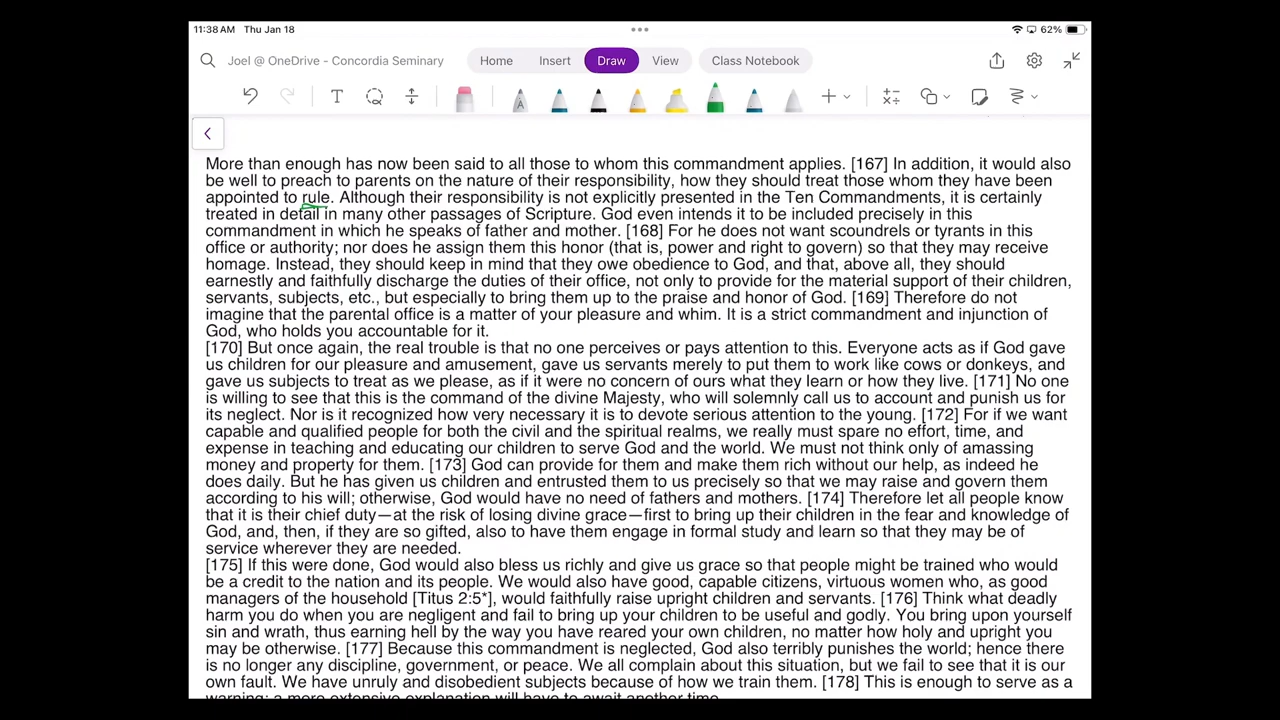 11:38 AM Thu Jan 18
62%
Joel @ OneDrive - Concordia Seminary
Home Insert Draw View Class Notebook
More than enough has now been said to all those to whom this commandment applies. [167] In addition, it would also
be well to preach to parents on the nature of their responsibility, how they should treat those whom they have been
appointed to rule. Although their responsibility is not explicitly presented in the Ten Commandments, it is certainly
treated in detail in many other passages of Scripture. God even intends it to be included precisely in this
commandment in which he speaks of father and mother. [168] For he does not want scoundrels or tyrants in this
office or authority; nor does he assign them this honor (that is, power and right to govern) so that they may receive
homage. Instead, they should keep in mind that they owe obedience to God, and that, above all, they should
earnestly and faithfully discharge the duties of their office, not only to provide for the material support of their children,
servants, subjects, etc., but especially to bring them up to the praise and honor of God. [169] Therefore do not
imagine that the parental office is a matter of your pleasure and whim. It is a strict commandment and injunction of
God, who holds you accountable for it.
[170] But once again, the real trouble is that no one perceives or pays attention to this. Everyone acts as if God gave
us children for our pleasure and amusement, gave us servants merely to put them to work like cows or donkeys, and
gave us subjects to treat as we please, as if it were no concern of ours what they learn or how they live. [171] No one
is willing to see that this is the command of the divine Majesty, who will solemnly call us to account and punish us for
its neglect. Nor is it recognized how very necessary it is to devote serious attention to the young. [172] For if we want
capable and qualified people for both the civil and the spiritual realms, we really must spare no effort, time, and
expense in teaching and educating our children to serve God and the world. We must not think only of amassing
money and property for them. [173] God can provide for them and make them rich without our help, as indeed he
does daily. But he has given us children and entrusted them to us precisely so that we may raise and govern them
according to his will; otherwise, God would have no need of fathers and mothers. [174] Therefore let all people know
that it is their chief duty—at the risk of losing divine grace—first to bring up their children in the fear and knowledge of
God, and, then, if they are so gifted, also to have them engage in formal study and learn so that they may be of
service wherever they are needed.
[175] If this were done, God would also bless us richly and give us grace so that people might be trained who would
be a credit to the nation and its people. We would also have good, capable citizens, virtuous women who, as good
managers of the household [Titus 2:5*], would faithfully raise upright children and servants. [176] Think what deadly
harm you do when you are negligent and fail to bring up your children to be useful and godly. You bring upon yourself
sin and wrath, thus earning hell by the way you have reared your own children, no matter how holy and upright you
may be otherwise. [177] Because this commandment is neglected, God also terribly punishes the world; hence there
is no longer any discipline, government, or peace. We all complain about this situation, but we fail to see that it is our
own fault. We have unruly and disobedient subjects because of how we train them. [178] This is enough to serve as a
warning; a more extensive explanation will have to await another time.